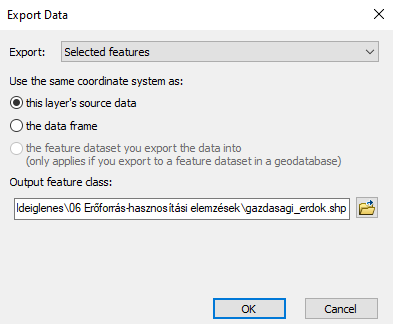 Export Data
Export: Selected features
Use the same coordinate system as:
this layer's source data
the data frame
the feature dataset you export the data into
(only applies if you export to a feature dataset in a geodatabase)
Output feature class:
Ideiglenes\06 Erőforrás-hasznosítási elemzések\gazdasagi_erdok.shp
OK Cancel